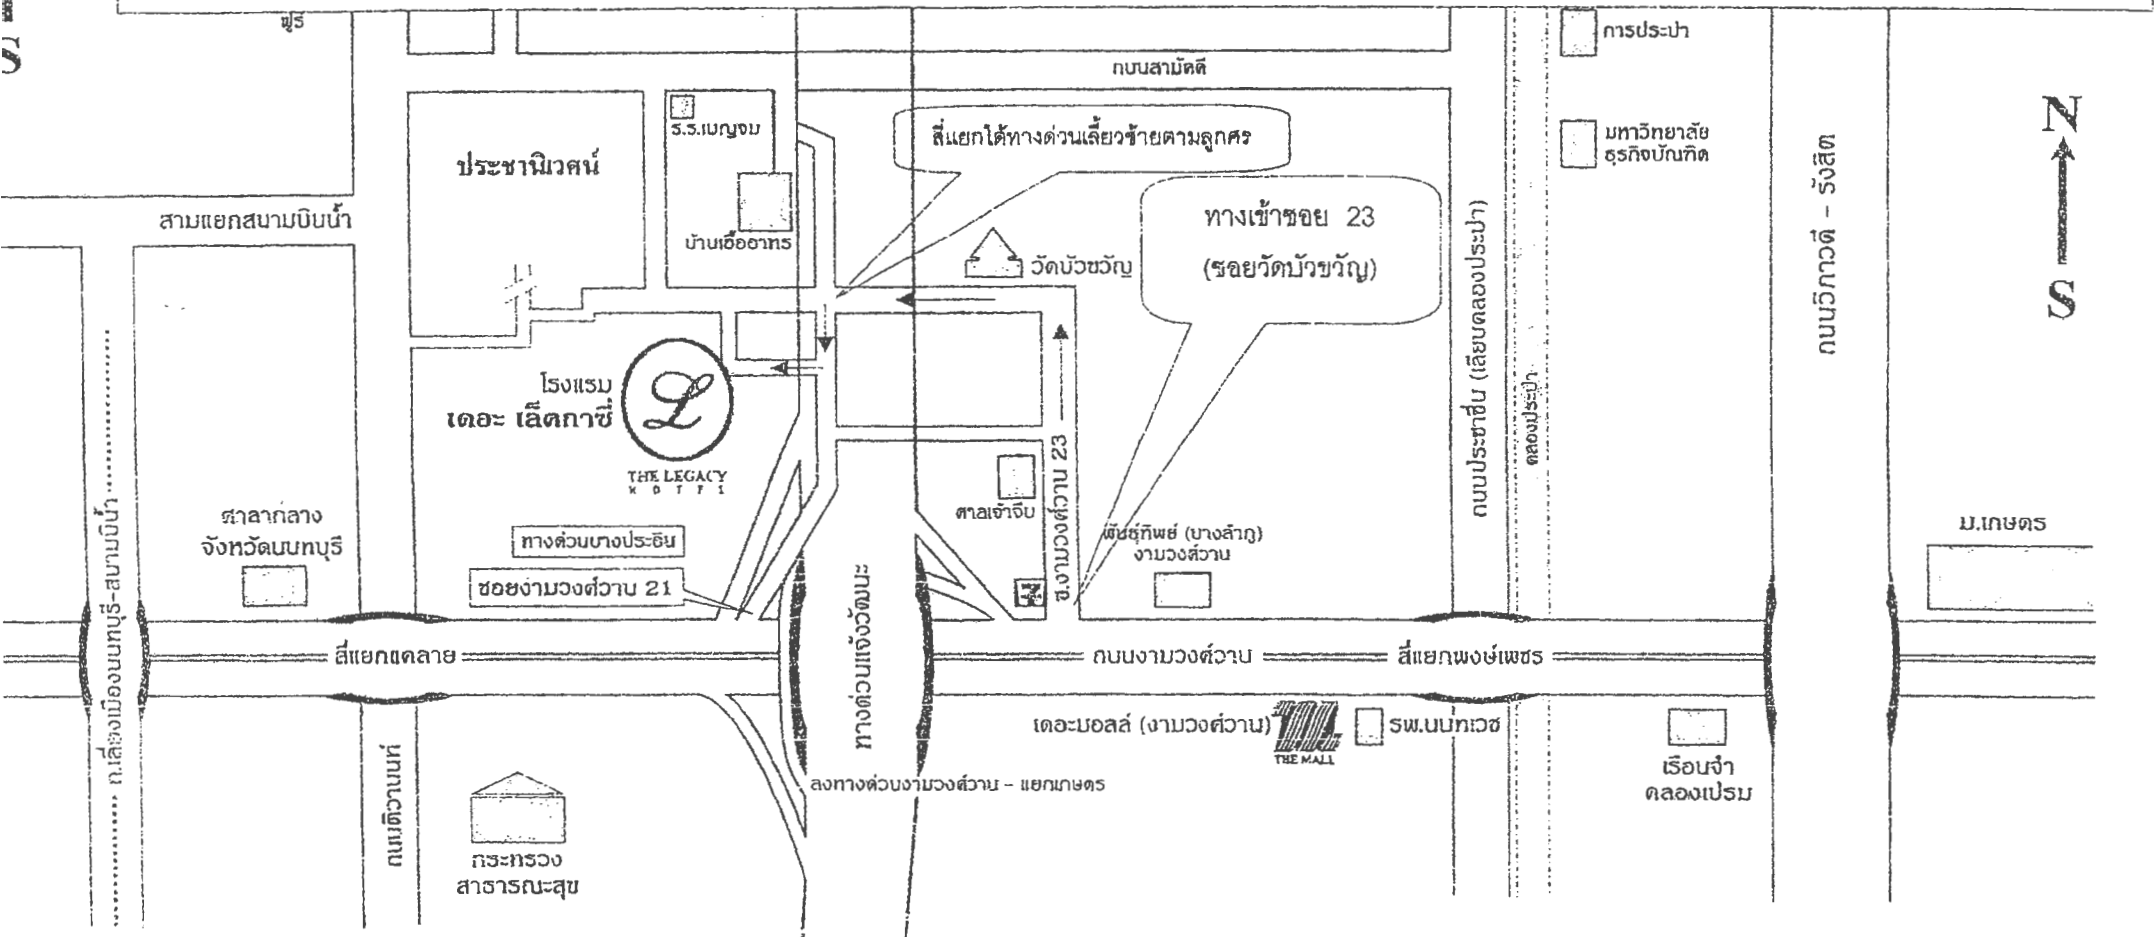 ฟรี
S
การประปา
ถนนสามัคคี
ร.ร.เบญจม
สี่แยกใต้ทางด่วนเลี้ยวซ้ายตามลูกศร
มหาวิทยาลัย
ธุรกิจบัณฑิต
N
S
ประชานิเวศน์
สามแยกสนามบินน้ำ
บ้านเอื้ออาทร
วัดบัวขวัญ
ทางเข้าซอย 23
(ซอยวัดบัวขวัญ)
ถนนประชาชื่น (เลียบคลองประปา)
คลองประปา
ถนนวิภาวดี - รังสิต
โรงแรม
เดอะ เล็คกาซี่
L
THE LEGACY
HOTEL
ศาลากลาง
จังหวัดนนทบุรี
ถ.เลี่ยงเมืองนนทบุรี-สนามบินน้ำ
ทางด่วนบางปะอิน
ซอยงามวงศ์วาน 21
ศาลเจ้าจีน
ซ.งามวงศ์วาน 23
พันธุ์ทิพย์ (บางลำภู)
งามวงศ์วาน
ม.เกษตร
สี่แยกแคลาย
ถนนงามวงศ์วาน
สี่แยกพงษ์เพชร
เดอะมอลล์ (งามวงศ์วาน)
THE MALL
รพ.นนทเวช
เรือนจำ
คลองเปรม
ลงทางด่วนงามวงศ์วาน - แยกเกษตร
ถนนติวานนท์
กระทรวง
สาธารณะสุข